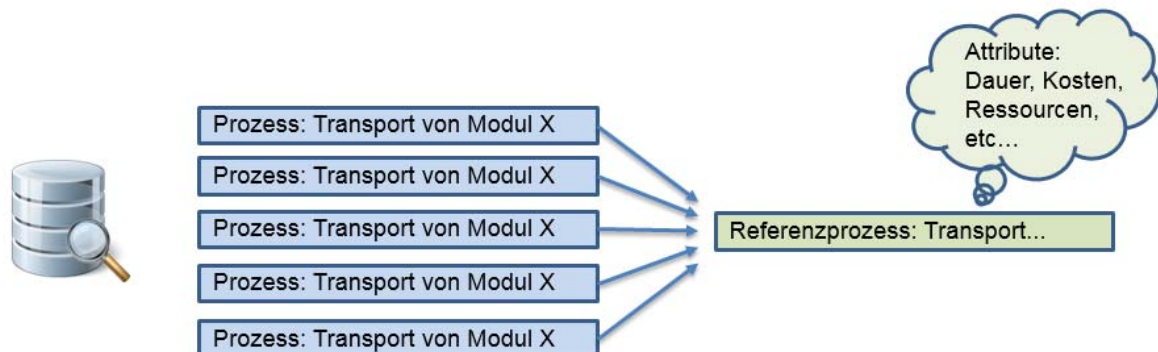 Attribute:
Dauer, Kosten,
Ressourcen,
etc...
Prozess: Transport von Modul X
Prozess: Transport von Modul X
Prozess: Transport von Modul X
Referenzprozess: Transport...
Prozess: Transport von Modul X
Prozess: Transport von Modul X